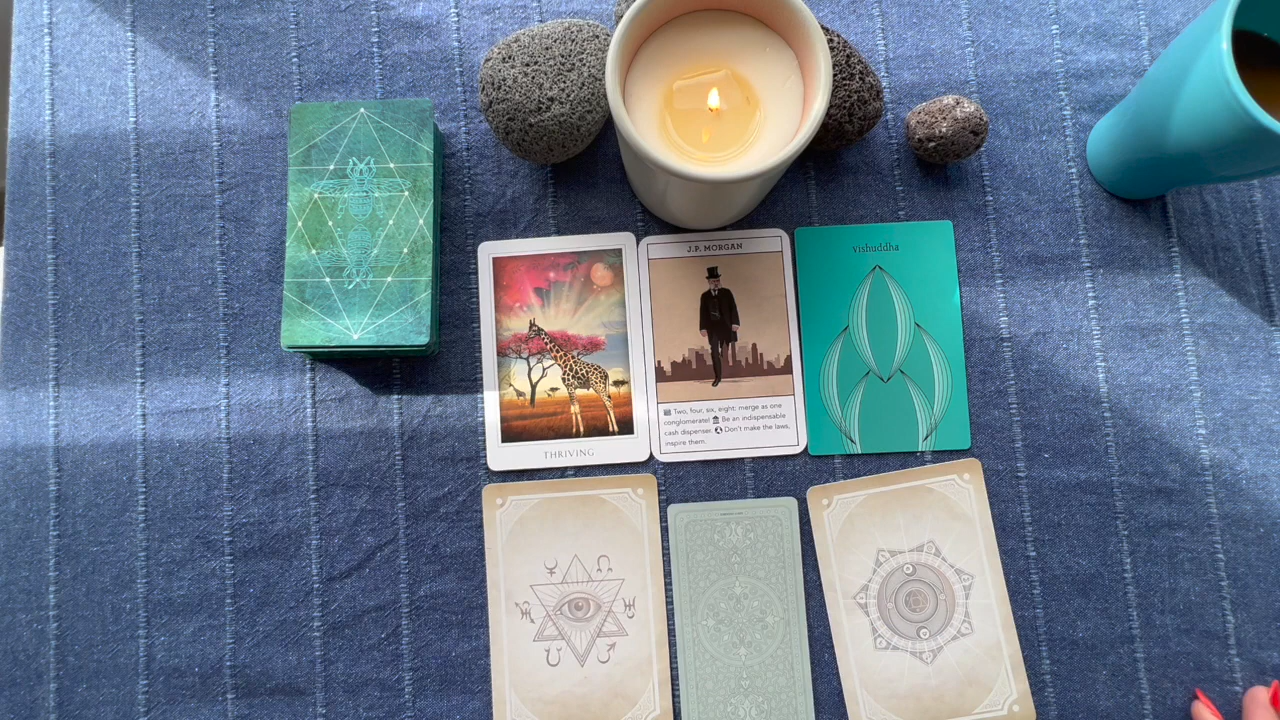 THRIVING
J.P. MORGAN
Two, four, six, eight: merge as one
conglomerate! Be an indispensable
cash dispenser. Don't make the laws,
inspire them.
Vishuddha